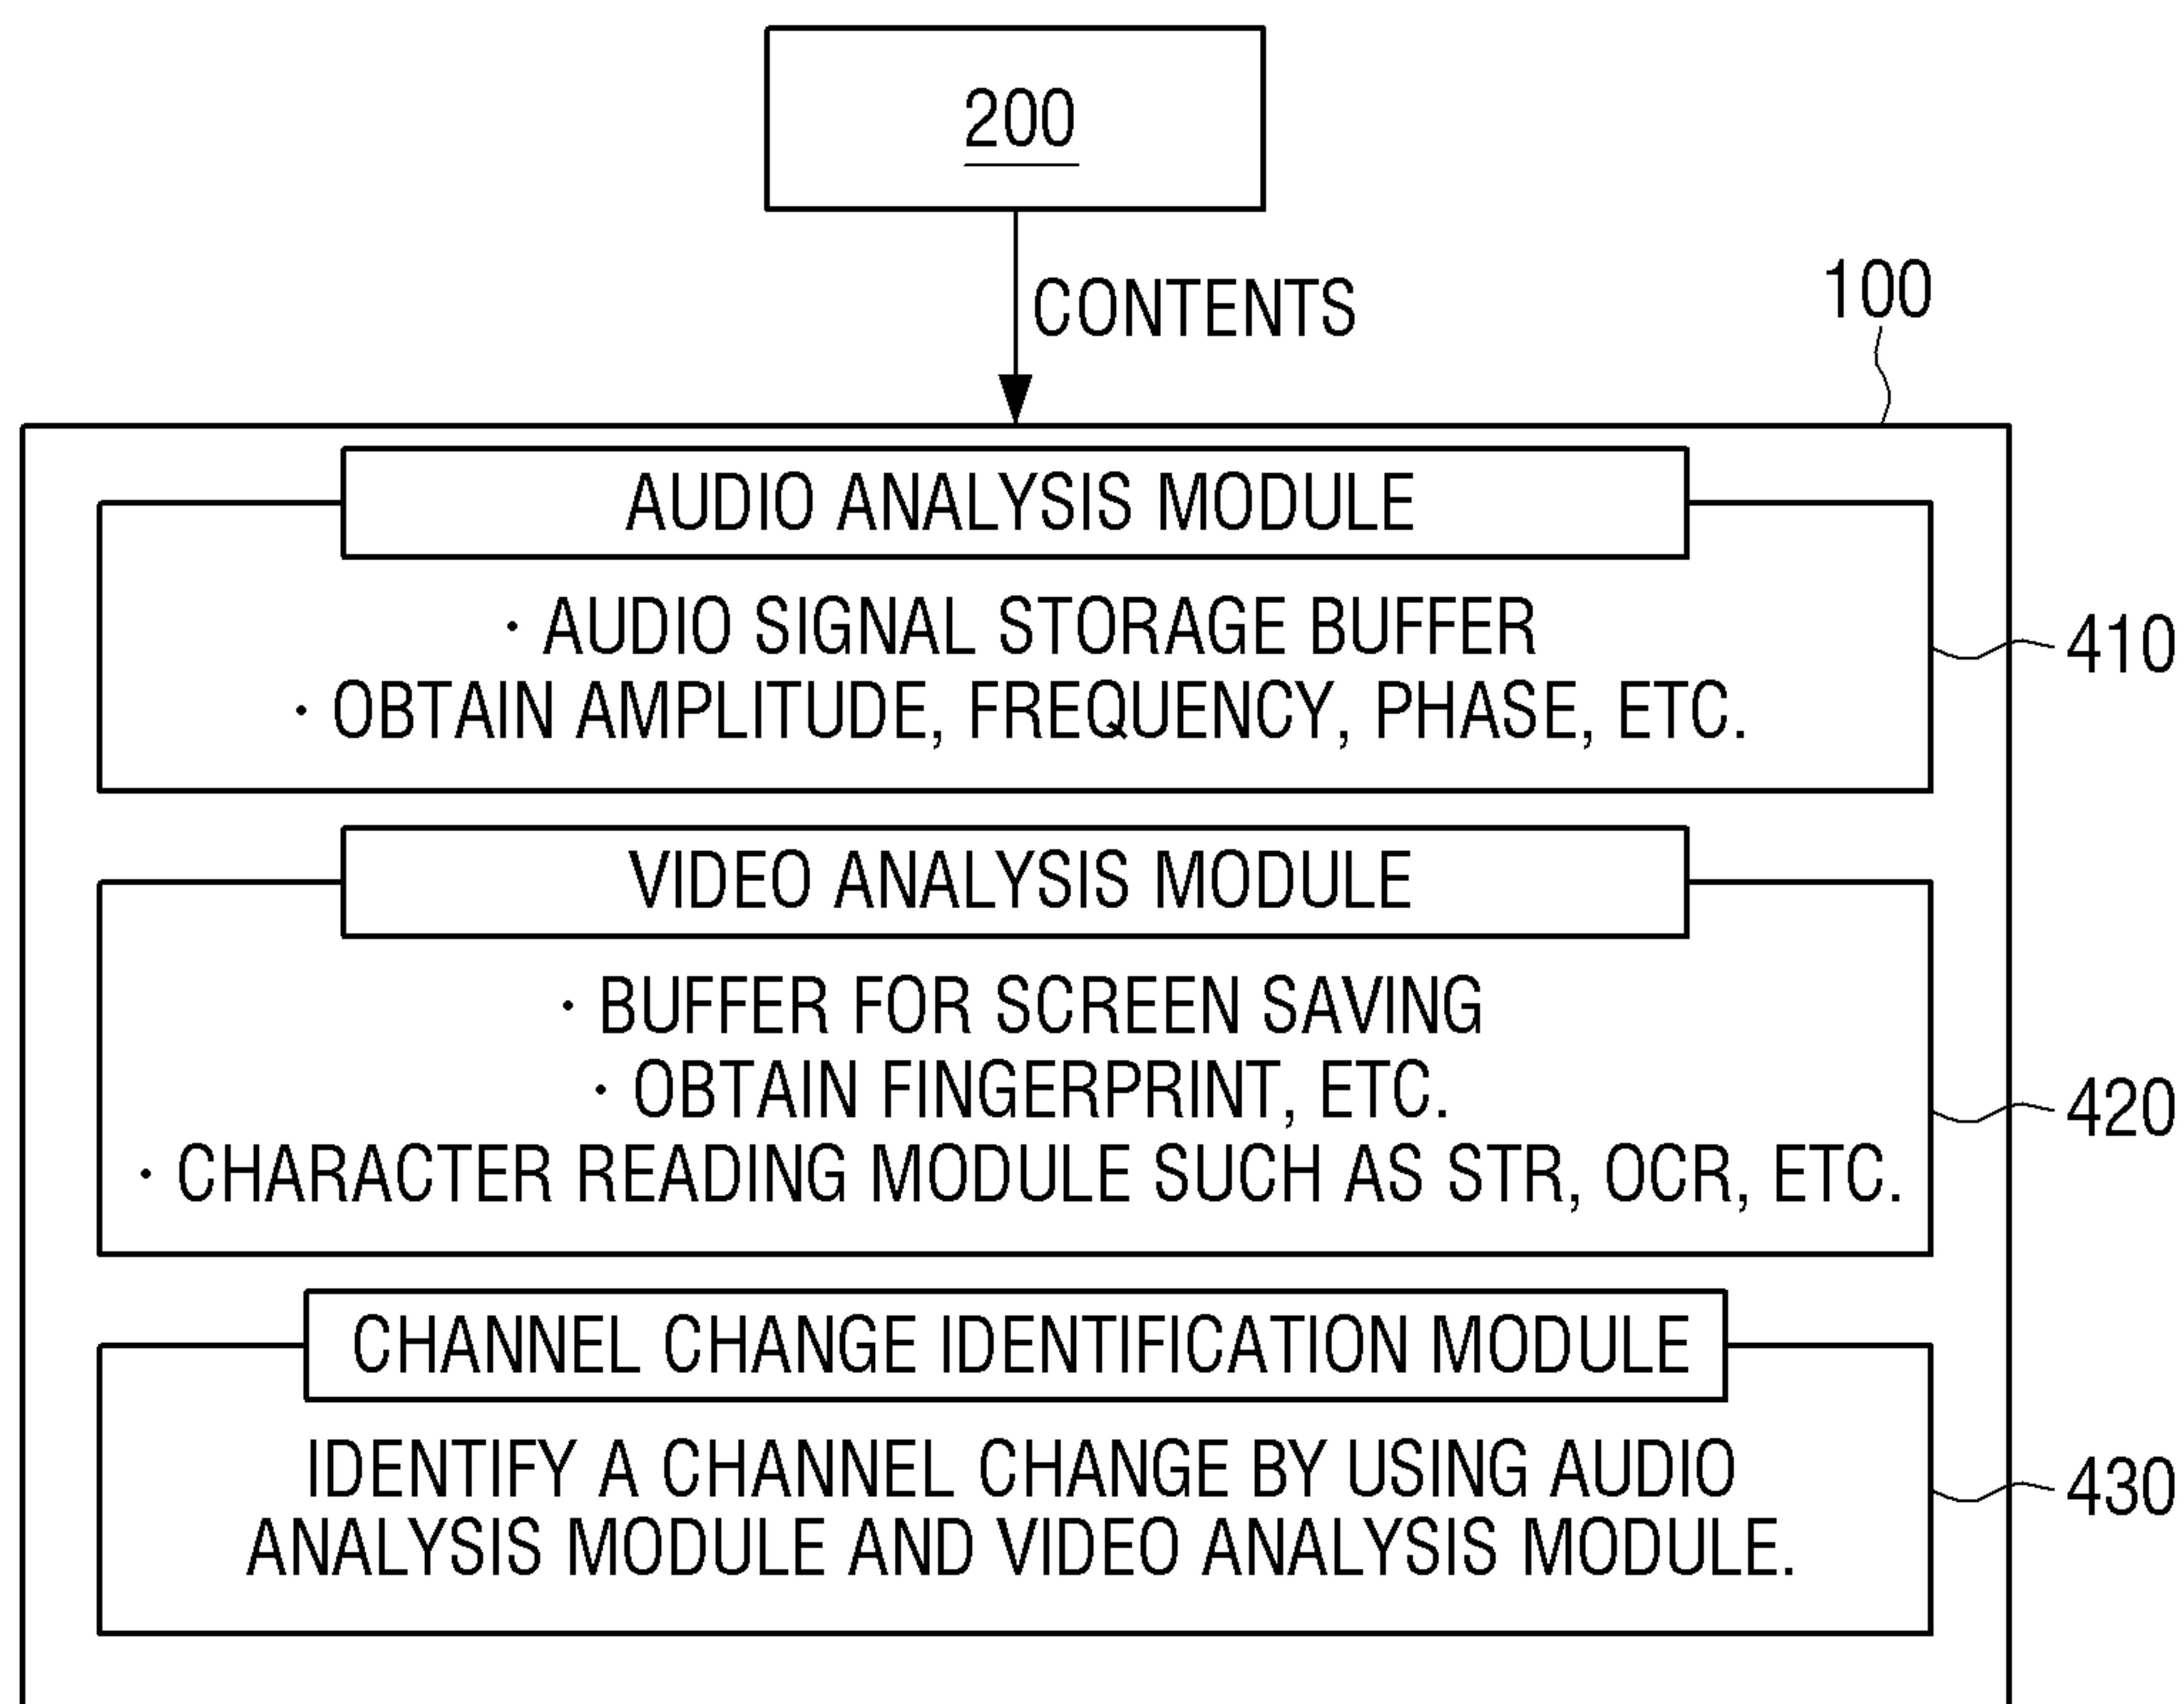 200
CONTENTS
100
AUDIO ANALYSIS MODULE
· AUDIO SIGNAL STORAGE BUFFER
· OBTAIN AMPLITUDE, FREQUENCY, PHASE, ETC.
410
VIDEO ANALYSIS MODULE
· BUFFER FOR SCREEN SAVING
· OBTAIN FINGERPRINT, ETC.
· CHARACTER READING MODULE SUCH AS STR, OCR, ETC.
420
CHANNEL CHANGE IDENTIFICATION MODULE
IDENTIFY A CHANNEL CHANGE BY USING AUDIO
ANALYSIS MODULE AND VIDEO ANALYSIS MODULE.
430